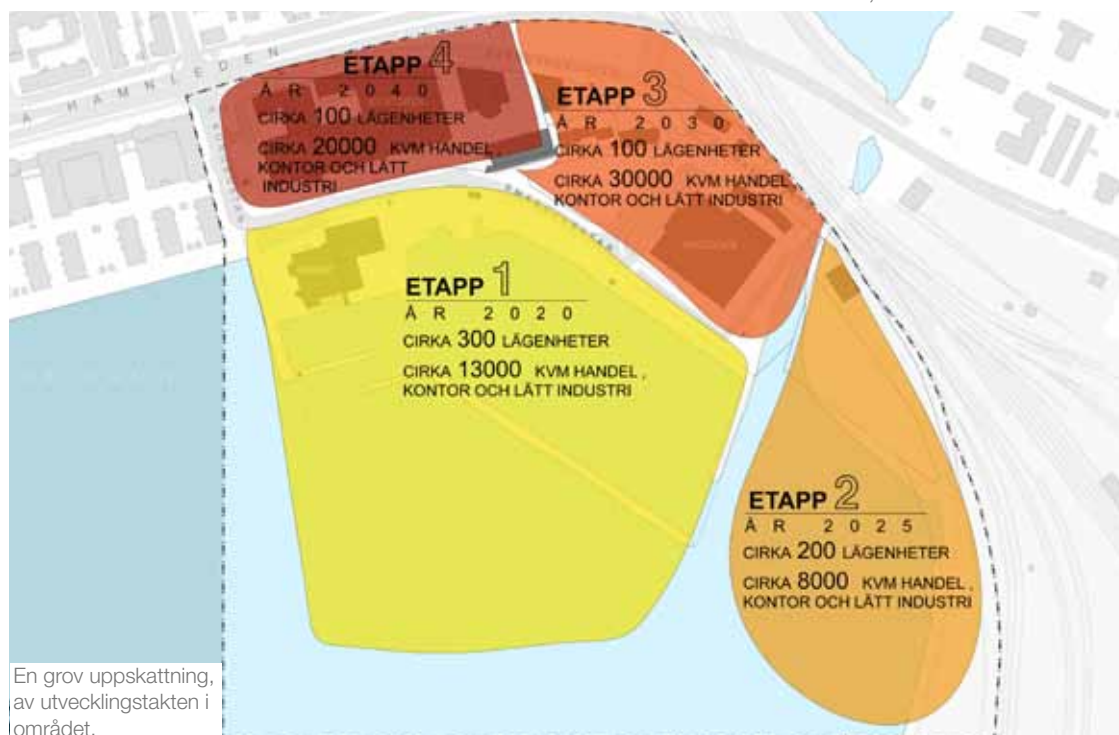 HAMNLEDEN
ETAPP 4
ÅR 2040
CIRKA 100 LÄGENHETER
CIRKA 20000 KVM HANDEL,
KONTOR OCH LÄTT
INDUSTRI
ETAPP 3
ÅR 2030
CIRKA 100 LÄGENHETER
CIRKA 30000 KVM HANDEL,
KONTOR OCH LÄTT INDUSTRI
ETAPP 1
ÅR 2020
CIRKA 300 LÄGENHETER
CIRKA 13000 KVM HANDEL,
KONTOR OCH LÄTT INDUSTRI
ETAPP 2
ÅR 2025
CIRKA 200 LÄGENHETER
CIRKA 8000 KVM HANDEL,
KONTOR OCH LÄTT INDUSTRI
En grov uppskattning,
av utvecklingstakten i
området.